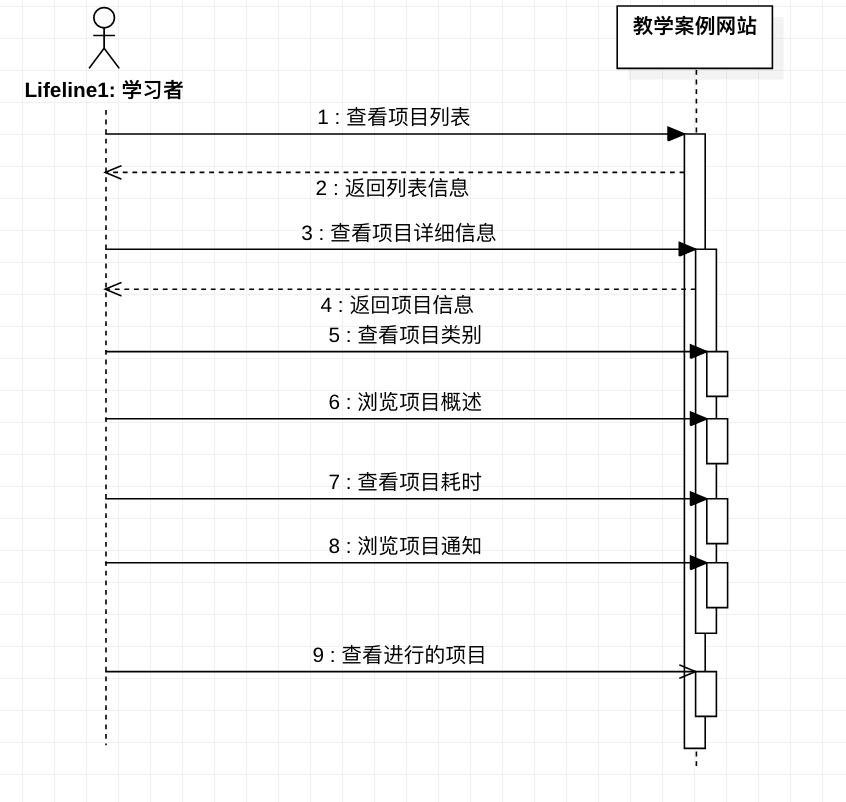 教学案例网站
Lifeline1: 学习者
1 : 查看项目列表
2 : 返回列表信息
3 : 查看项目详细信息
4 : 返回项目信息
5 : 查看项目类别
6 : 浏览项目概述
7 : 查看项目耗时
8 : 浏览项目通知
9 : 查看进行的项目